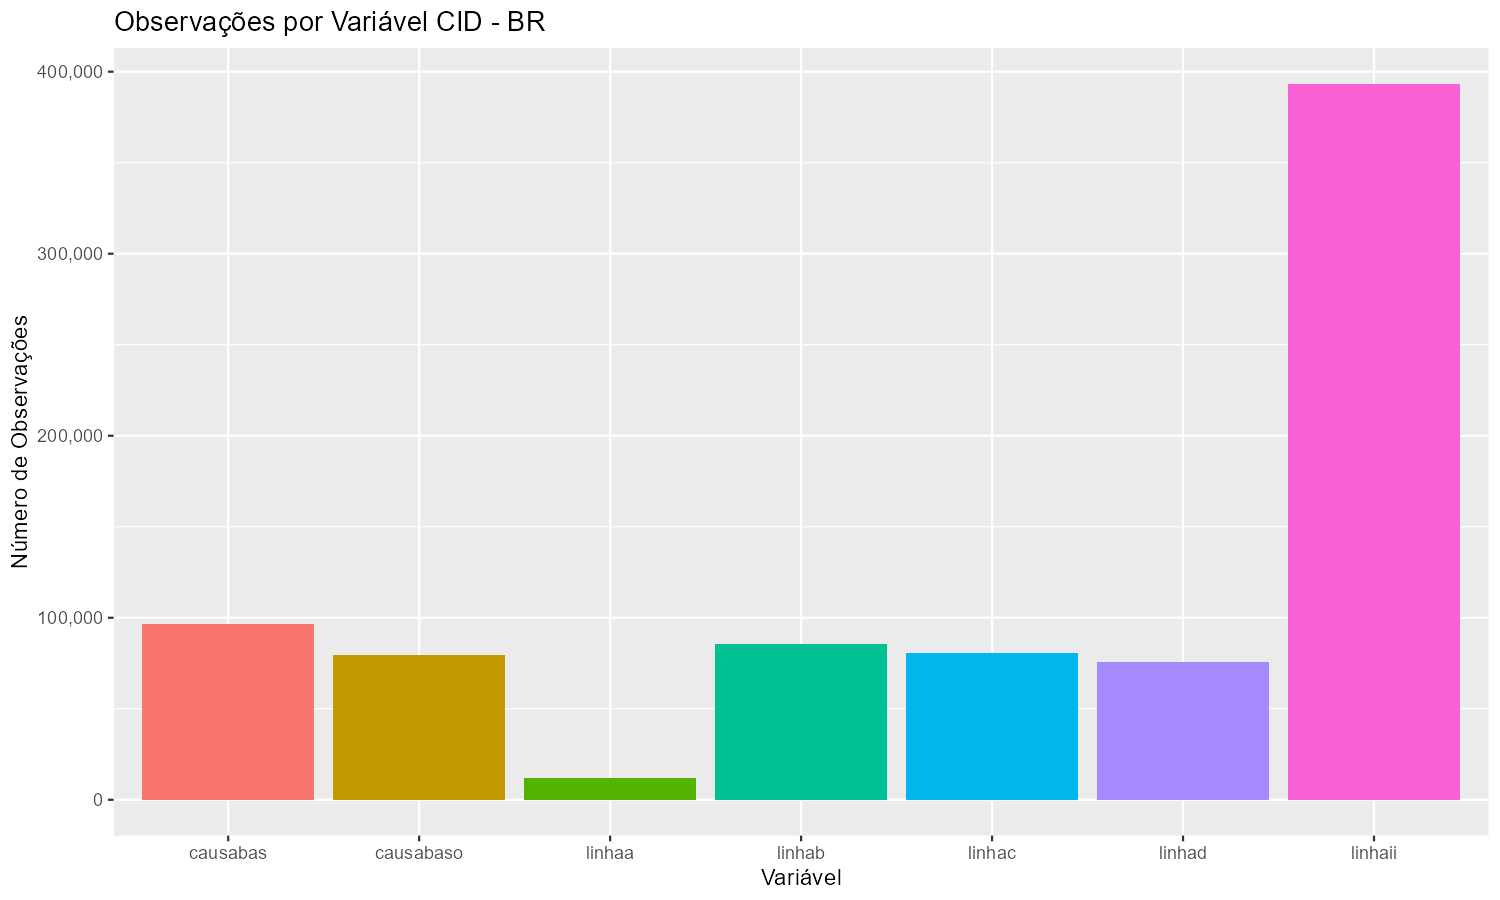 Observações por Variável CID - BR
Número de Observações
400,000
300,000
200,000
100,000
0
causabas causabaso linhaa linhab linhac linhad linhaii
Variável